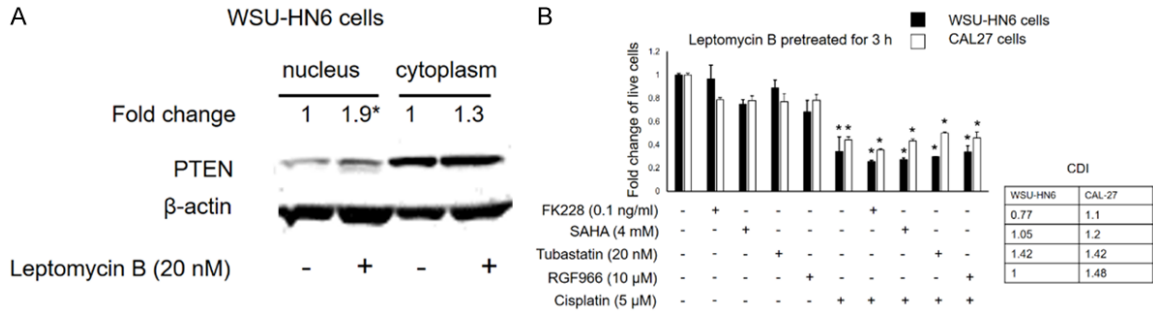 A
WSU-HN6 cells
nucleus cytoplasm
Fold change 1 1.9* 1 1.3
PTEN
β-actin
Leptomycin B (20 nM) - + - +
B
WSU-HN6 cells
Leptomycin B pretreated for 3 h CAL27 cells
Fold change of live cells
1.2
1
0.8
0.6
0.4
0.2
0
* * * * * * * * * *
FK228 (0.1 ng/ml) - + - - - - + - - -
SAHA (4 mM) - - + - - - - + - -
Tubastatin (20 nM) - - - + - - - - + -
RGF966 (10 µM) - - - - + - - - - +
Cisplatin (5 µM) - - - - - + + + + +
CDI
WSU-HN6 CAL-27
0.77 1.1
1.05 1.2
1.42 1.42
1 1.48